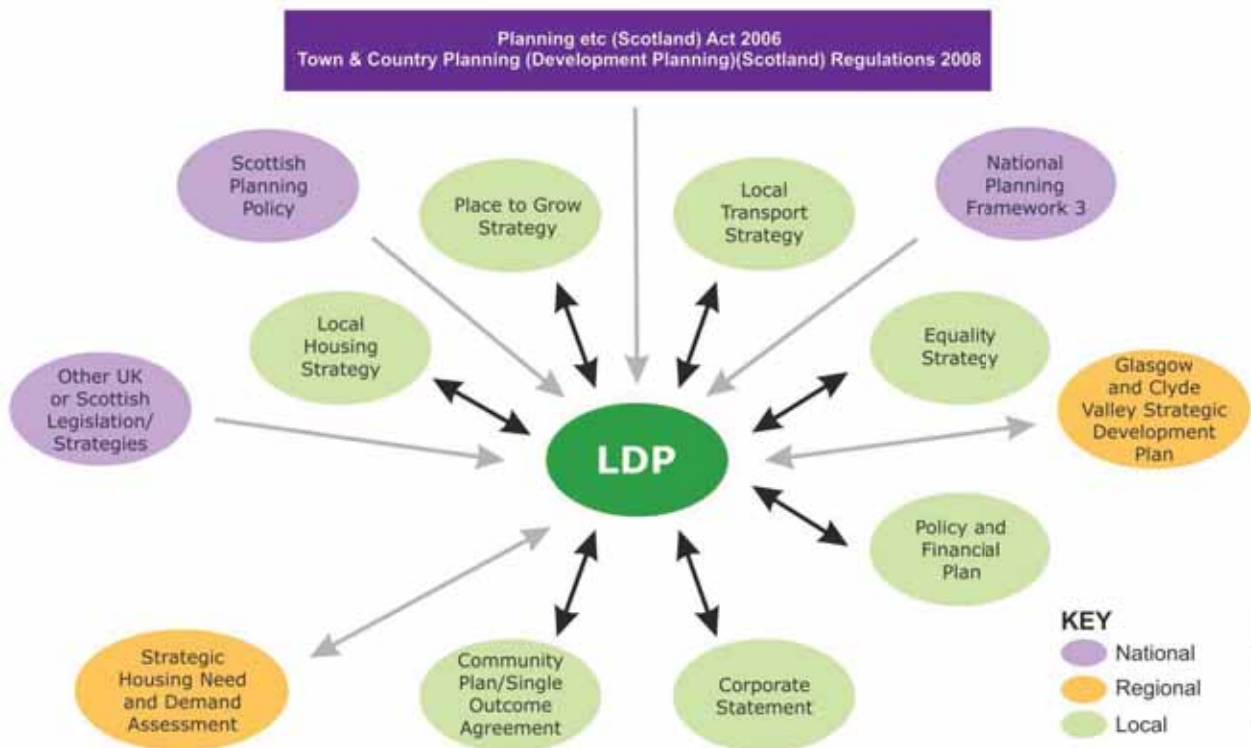 Planning etc (Scotland) Act 2006
Town & Country Planning (Development Planning)(Scotland) Regulations 2008
Scottish
Planning
Policy
Place to Grow
Strategy
Local
Transport
Strategy
National
Planning
Framework 3
Local
Housing
Strategy
Equality
Strategy
Other UK
or Scottish
Legislation/
Strategies
Glasgow
and Clyde
Valley Strategic
Development
Plan
LDP
Policy and
Financial
Plan
Strategic
Housing Need
and Demand
Assessment
Community
Plan/Single
Outcome
Agreement
Corporate
Statement
KEY
National
Regional
Local